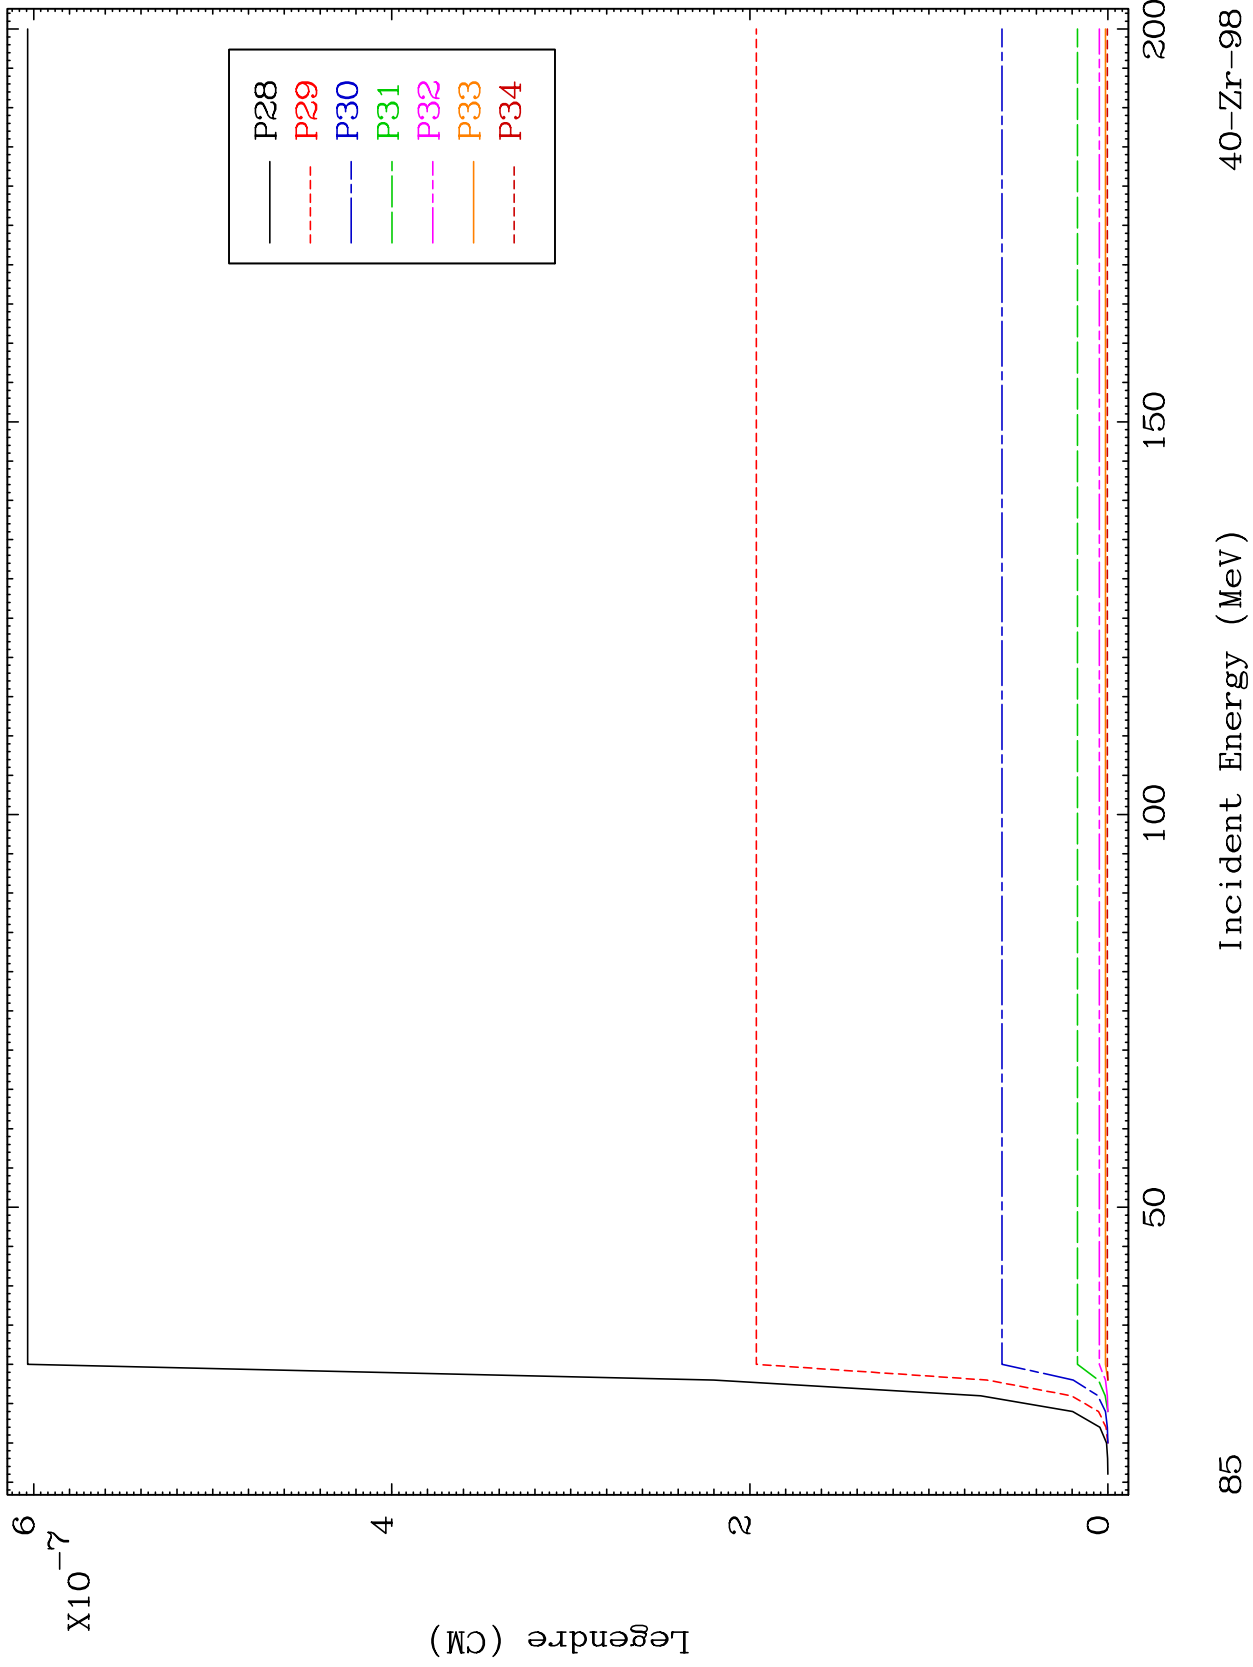 X10-7
6
4
2
0
Legendre (CM)
P28
P29
P30
P31
P32
P33
P34
50
100
150
200
85
Incident Energy (MeV)
40-Zr-98